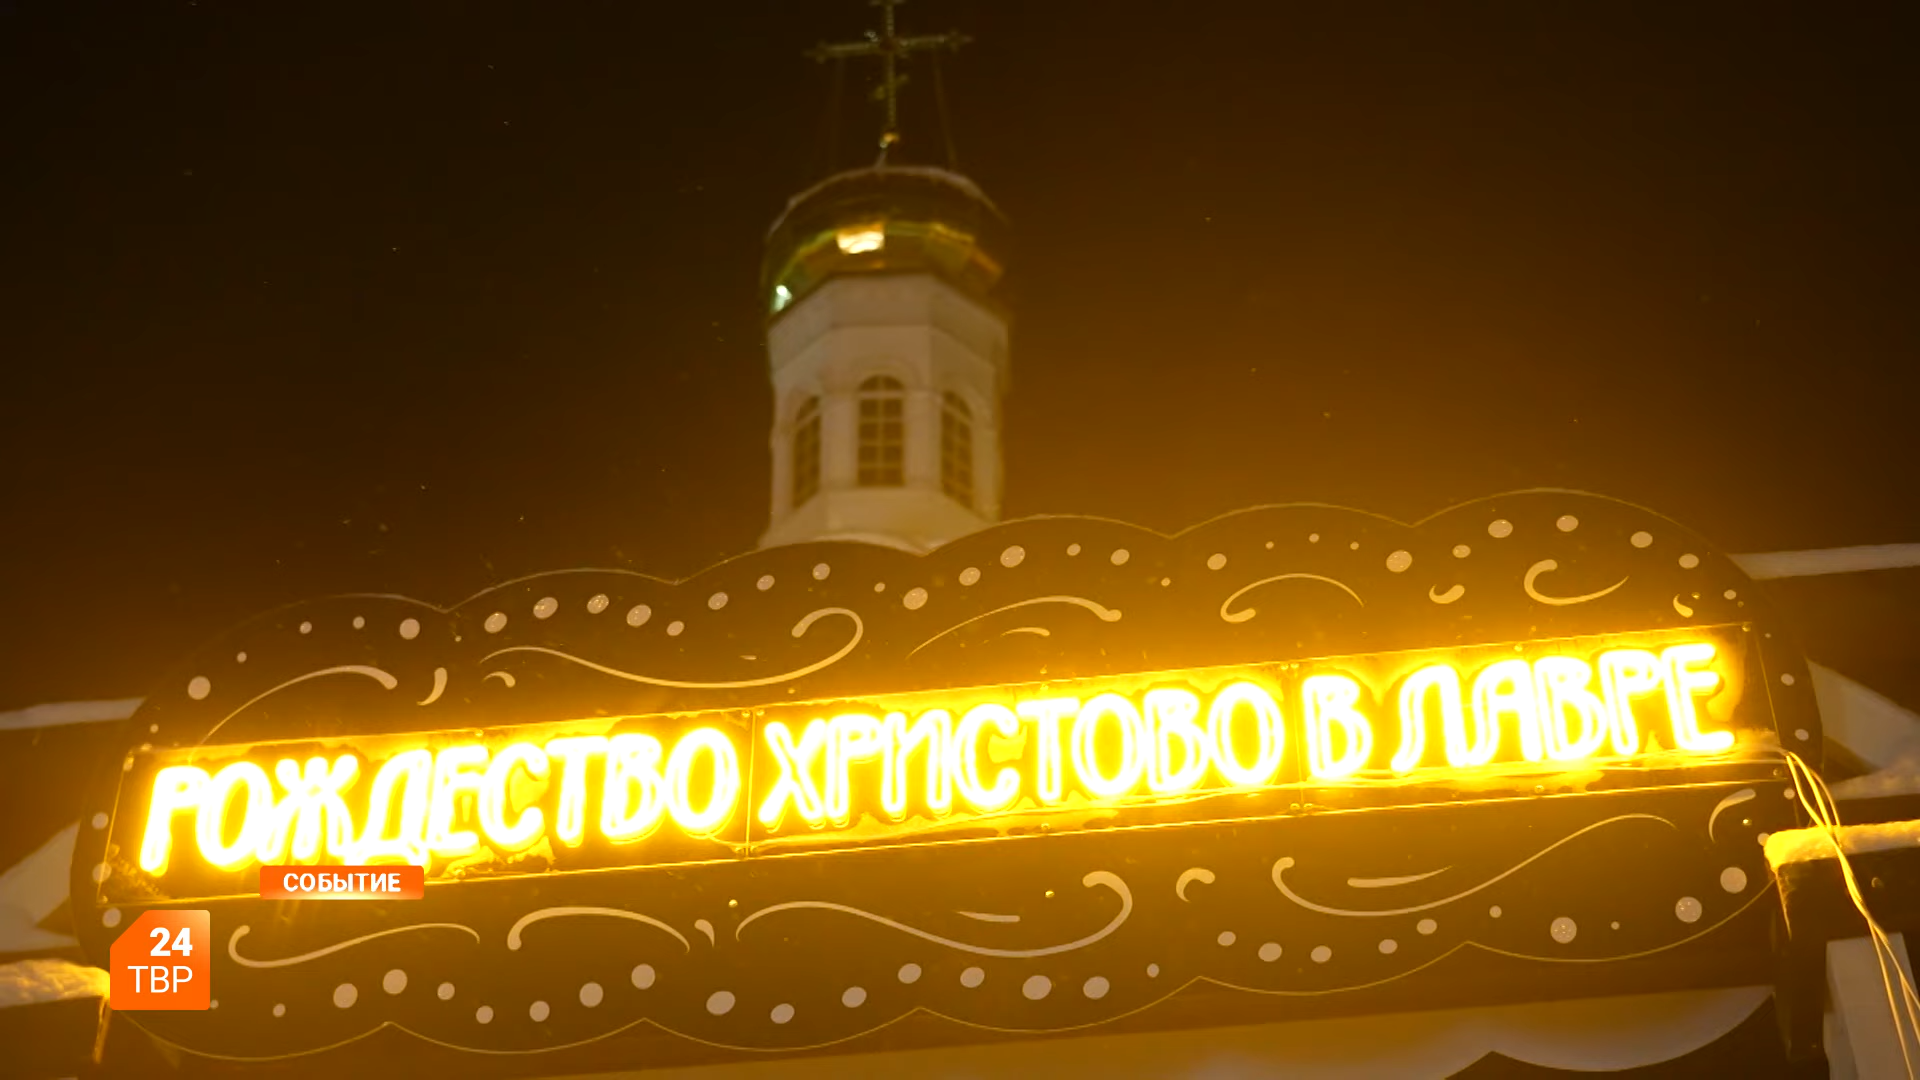 РОЖДЕСТВО ХРИСТОВО В ЛАВРЕ
СОБЫТИЕ
24
ТВР